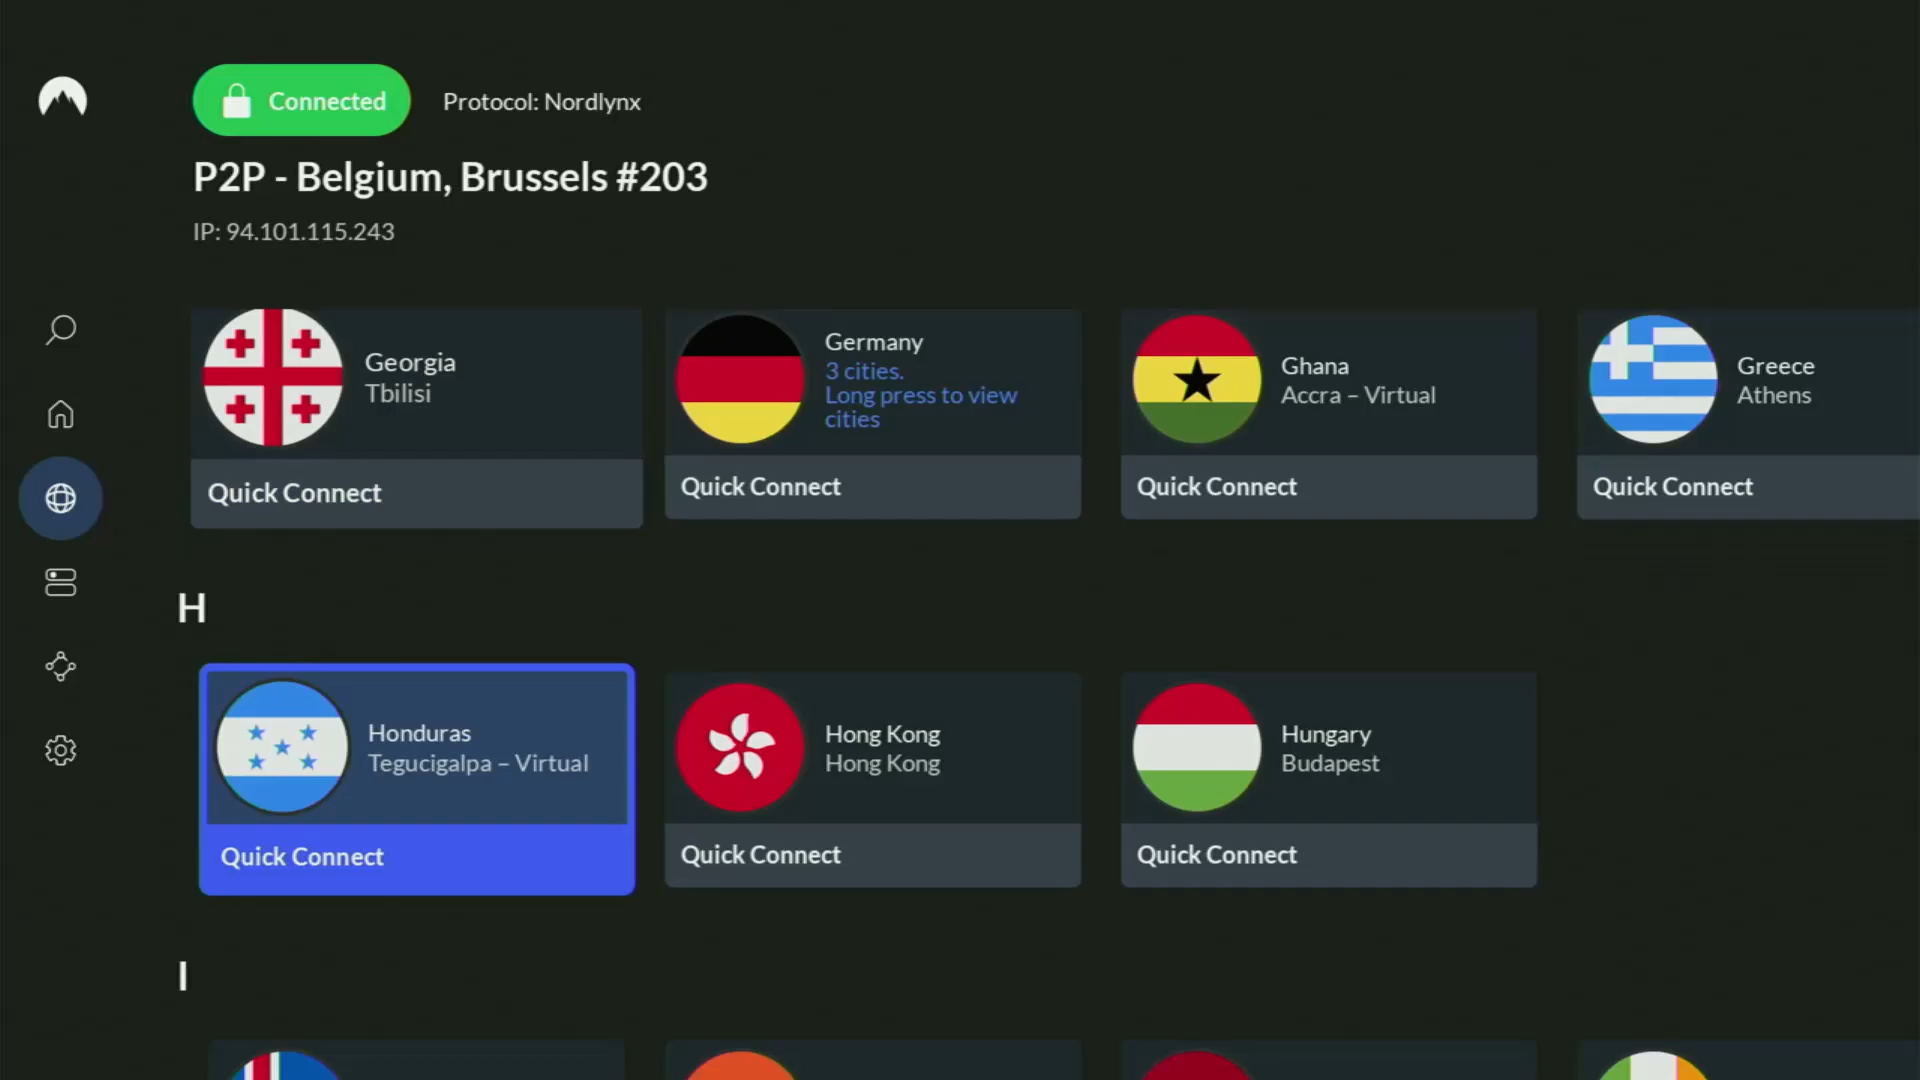 Connected
Protocol: Nordlynx
P2P - Belgium, Brussels #203
IP: 94.101.115.243
Georgia
Tbilisi
Quick Connect
Germany
3 cities.
Long press to view
cities
Quick Connect
Ghana
Accra – Virtual
Quick Connect
Greece
Athens
Quick Connect
H
Honduras
Tegucigalpa – Virtual
Quick Connect
Hong Kong
Hong Kong
Quick Connect
Hungary
Budapest
Quick Connect
I